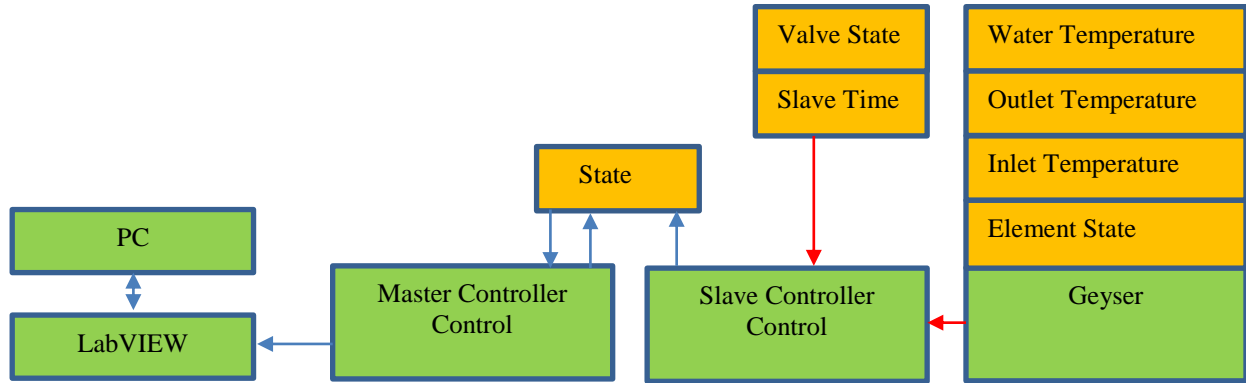 Valve State
Slave Time
Water Temperature
Outlet Temperature
Inlet Temperature
Element State
State
PC
LabVIEW
Master Controller
Control
Slave Controller
Control
Geyser